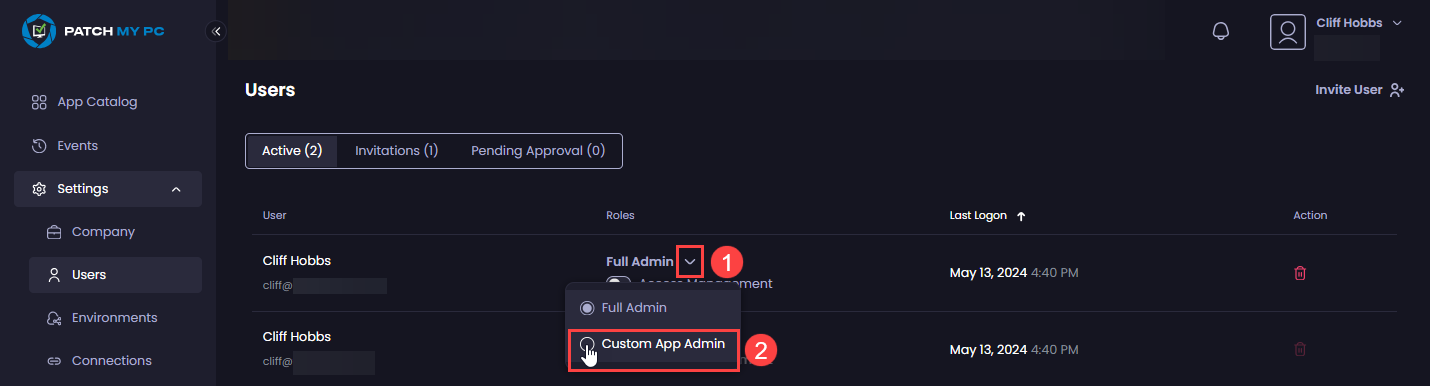 PATCH MY PC
Cliff Hobbs
App Catalog
Events
Settings
Company
Users
Environments
Connections
Users
Invite User
Active (2)
Invitations (1)
Pending Approval (0)
User
Roles
Last Logon
Action
Cliff Hobbs
cliff@
Full Admin
1
Access Management
May 13, 2024 4:40 PM
Full Admin
Custom App Admin
2
Cliff Hobbs
cliff@
May 13, 2024 4:40 PM